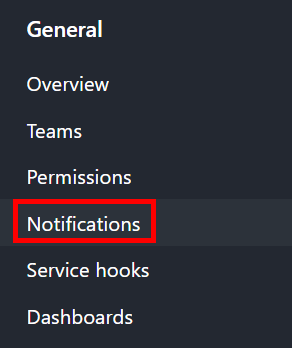 General
Overview
Teams
Permissions
Notifications
Service hooks
Dashboards